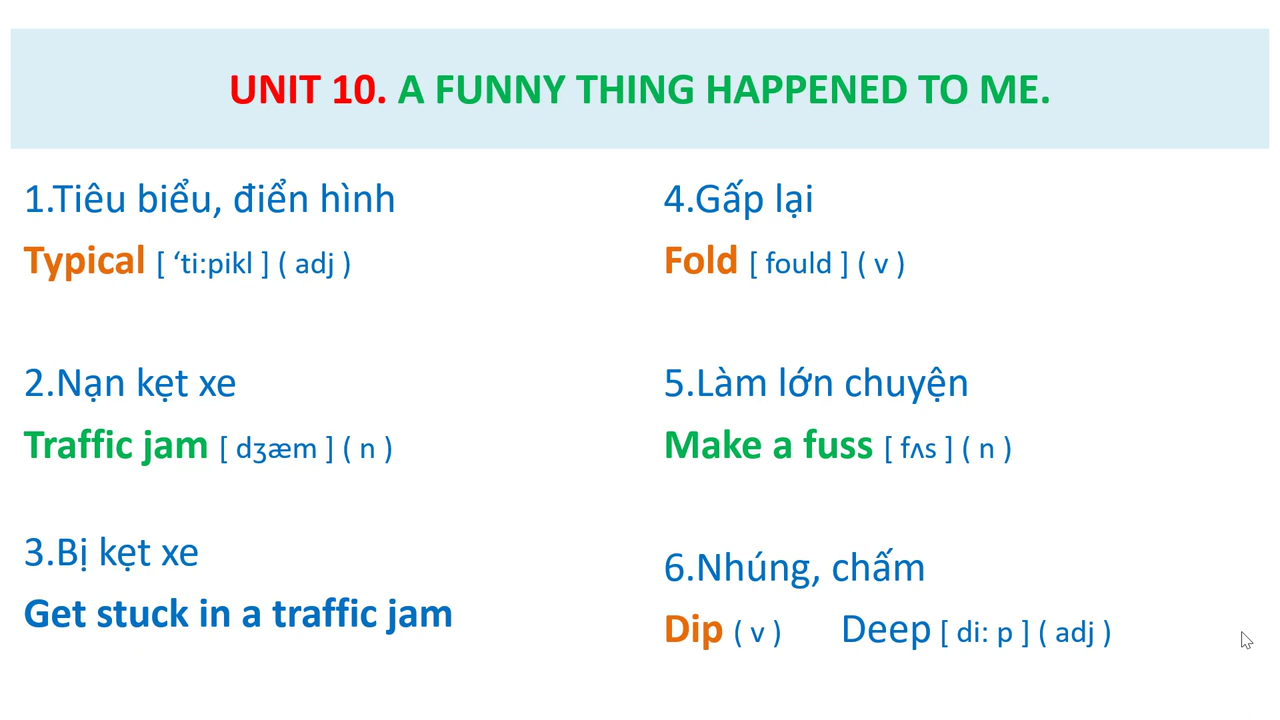 UNIT 10. A FUNNY THING HAPPENED TO ME.
1.Tiêu biểu, điển hình
Typical [ ‘ti:pikl ] ( adj )
2.Nạn kẹt xe
Traffic jam [ dʒæm ] ( n )
3.Bị kẹt xe
Get stuck in a traffic jam
4.Gấp lại
Fold [ fould ] ( v )
5.Làm lớn chuyện
Make a fuss [ fʌs ] ( n )
6.Nhúng, chấm
Dip ( v ) Deep [ di: p ] ( adj )